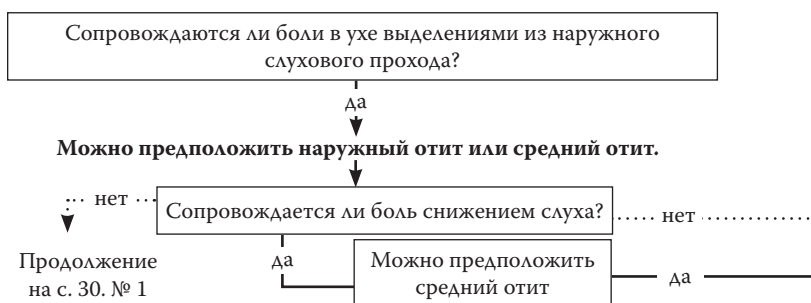 Сопровождаются ли боли в ухе выделениями из наружного
слухового прохода?
да
Можно предположить наружный отит или средний отит.
нет
Сопровождается ли боль снижением слуха?
нет
Продолжение
на с. 30. № 1
да
Можно предположить
средний отит
да